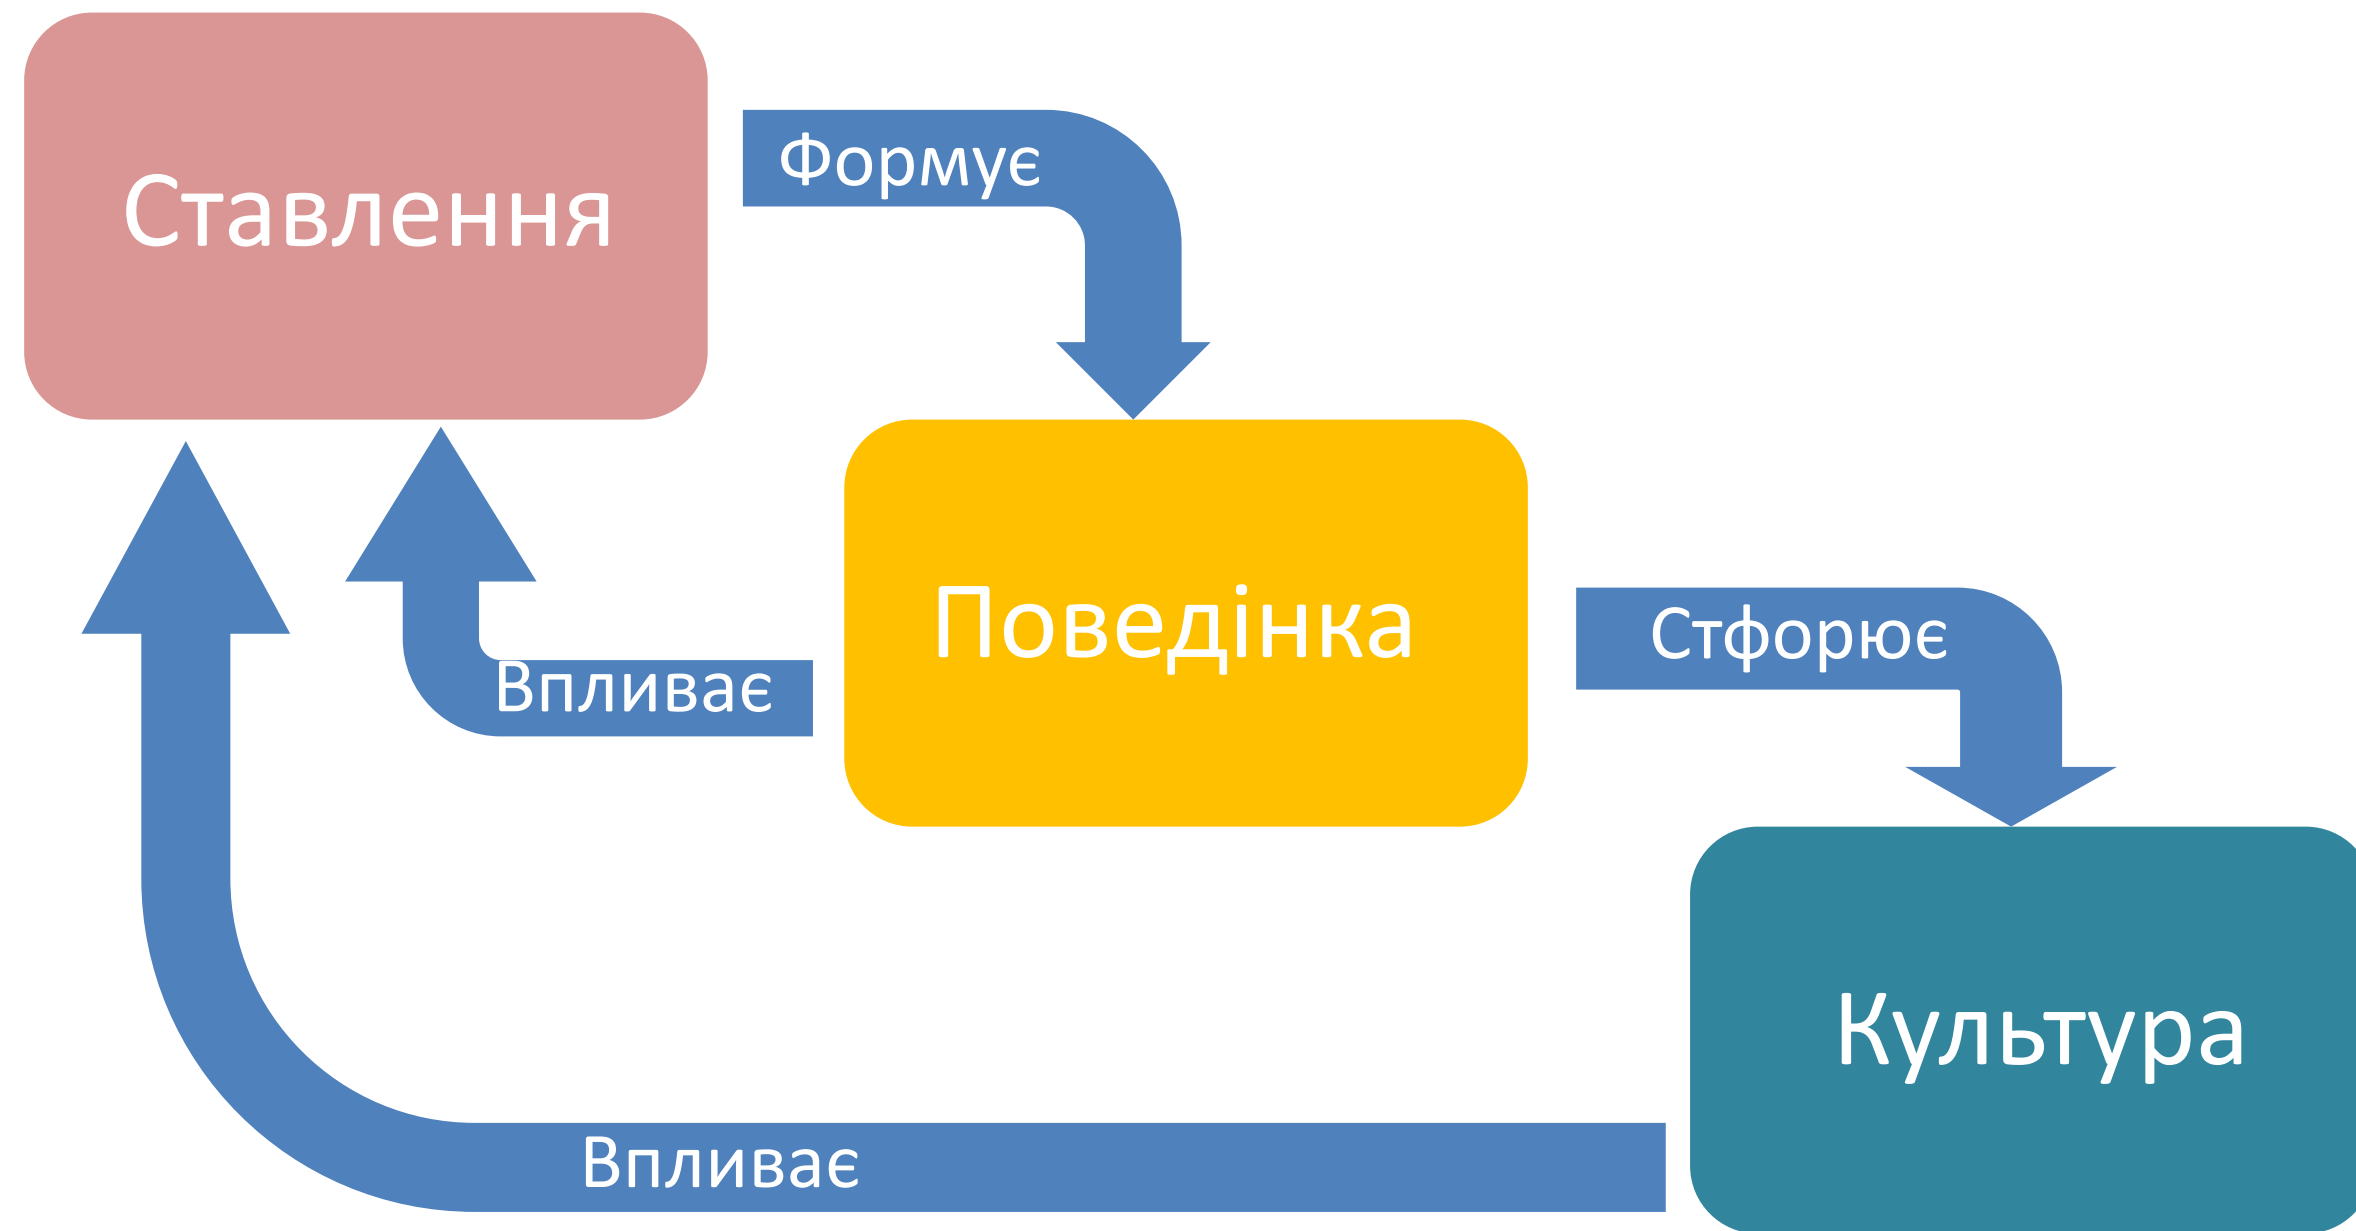 Ставлення
Формує
Поведінка
Впливає
Стфорює
Культура
Впливає